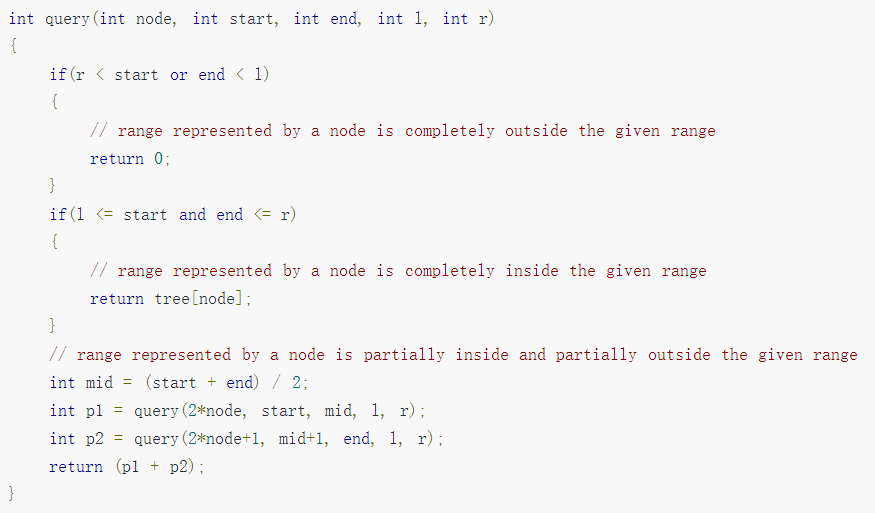 int query(int node, int start, int end, int l, int r)
{
    if(r < start or end < l)
    {
        // range represented by a node is completely outside the given range
        return 0;
    }
    if(l <= start and end <= r)
    {
        // range represented by a node is completely inside the given range
        return tree[node];
    }
    // range represented by a node is partially inside and partially outside the given range
    int mid = (start + end) / 2;
    int p1 = query(2*node, start, mid, l, r);
    int p2 = query(2*node+1, mid+1, end, l, r);
    return (p1 + p2);
}